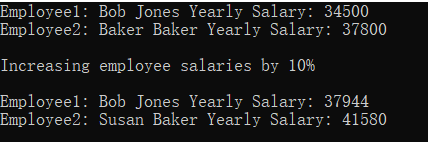 Employee1: Bob Jones Yearly Salary: 34500
Employee2: Baker Baker Yearly Salary: 37800
Increasing employee salaries by 10%
Employee1: Bob Jones Yearly Salary: 37944
Employee2: Susan Baker Yearly Salary: 41580